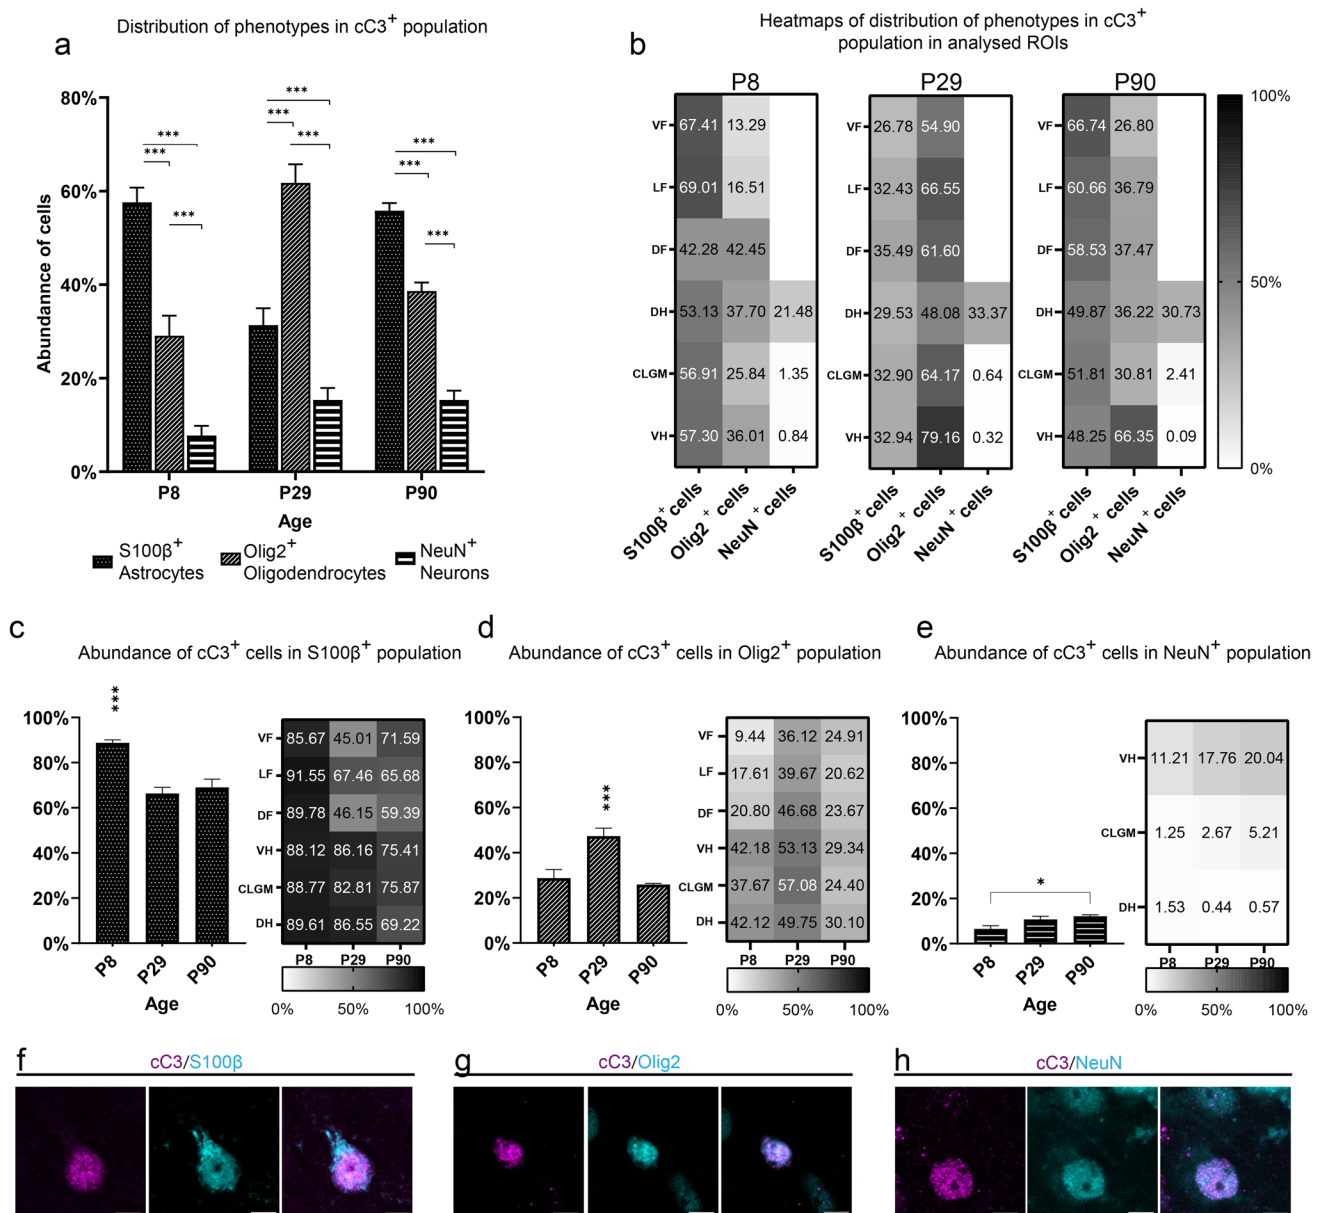 Distribution of phenotypes in cC3+ population
a
Abundannce of cells
80%
60%
40%
20%
0%
***
***
***
***
***
***
***
***
***
P8
P29
P90
Age
S100β+
Astrocytes
Olig2+
Oligodendrocytes
NeuN+
Neurons
Heatmaps of distribution of phenotypes in cC3+
population in analysed ROIs
b
P8
VF 67.41 13.29
LF 69.01 16.51
DF 42.28 42.45
DH 53.13 37.70 21.48
CLGM 56.91 25.84 1.35
VH 57.30 36.01 0.84
S100β+ cells
Olig2+ cells
NeuN+ cells
P29
VF 26.78 54.90
LF 32.43 66.55
DF 35.49 61.60
DH 29.53 48.08 33.37
CLGM 32.90 64.17 0.64
VH 32.94 79.16 0.32
S100β+ cells
Olig2+ cells
NeuN+ cells
P90
VF 66.74 26.80
LF 60.66 36.79
DF 58.53 37.47
DH 49.87 36.22 30.73
CLGM 51.81 30.81 2.41
VH 48.25 66.35 0.09
S100β+ cells
Olig2+ cells
NeuN+ cells
100%
50%
0%
c
Abundance of cC3+ cells in S100β+ population
100%
80%
60%
40%
20%
0%
***
P8
P29
P90
Age
VF 85.67 45.01 71.59
LF 91.55 67.46 65.68
DF 89.78 46.15 59.39
VH 88.12 86.16 75.41
CLGM 88.77 82.81 75.87
DH 89.61 86.55 69.22
P8 P29 P90
0% 50% 100%
d
Abundance of cC3+ cells in Olig2+ population
100%
80%
60%
40%
20%
0%
***
P8
P29
P90
Age
VF 9.44 36.12 24.91
LF 17.61 39.67 20.62
DF 20.80 46.68 23.67
VH 42.18 53.13 29.34
CLGM 37.67 57.08 24.40
DH 42.12 49.75 30.10
P8 P29 P90
0% 50% 100%
e
Abundance of cC3+ cells in NeuN+ population
100%
80%
60%
40%
20%
0%
*
P8
P29
P90
Age
VH 11.21 17.76 20.04
CLGM 1.25 2.67 5.21
DH 1.53 0.44 0.57
P8 P29 P90
0% 50% 100%
f
cC3/S100β
g
cC3/Olig2
h
cC3/NeuN